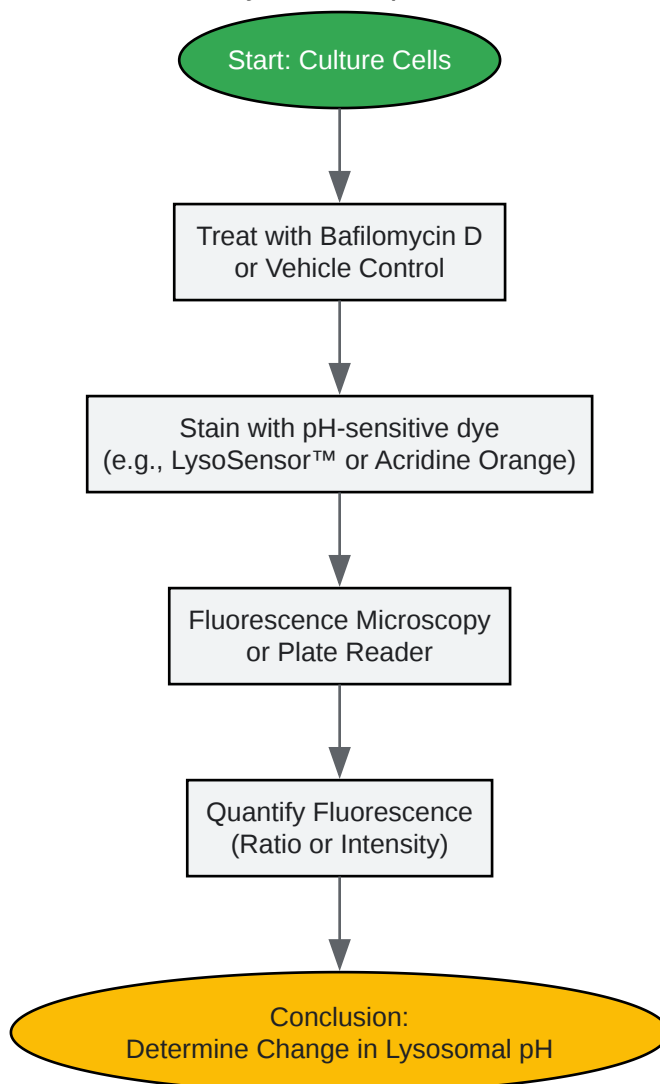 Start: Culture Cells
Treat with Bafilomycin D
or Vehicle Control
Stain with pH-sensitive dye
(e.g., LysoSensor™ or Acridine Orange)
Fluorescence Microscopy
or Plate Reader
Quantify Fluorescence
(Ratio or Intensity)
Conclusion:
Determine Change in Lysosomal pH